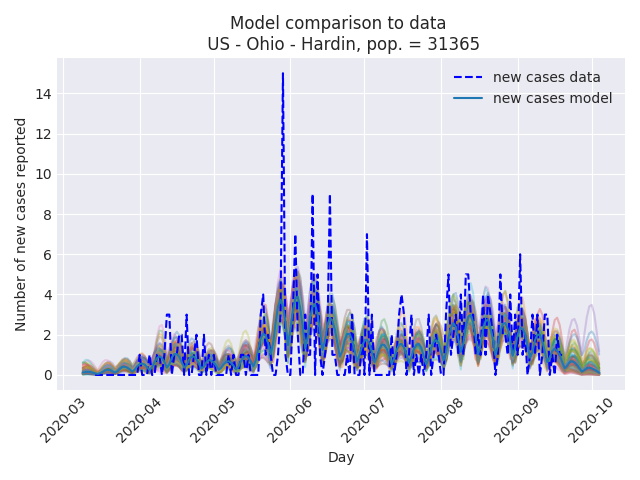 Model comparison to data
US - Ohio - Hardin, pop. = 31365
new cases data
new cases model
Number of new cases reported
14
12
10
8
6
4
2
0
2020-03
2020-04
2020-05
2020-06
2020-07
2020-08
2020-09
2020-10
Day